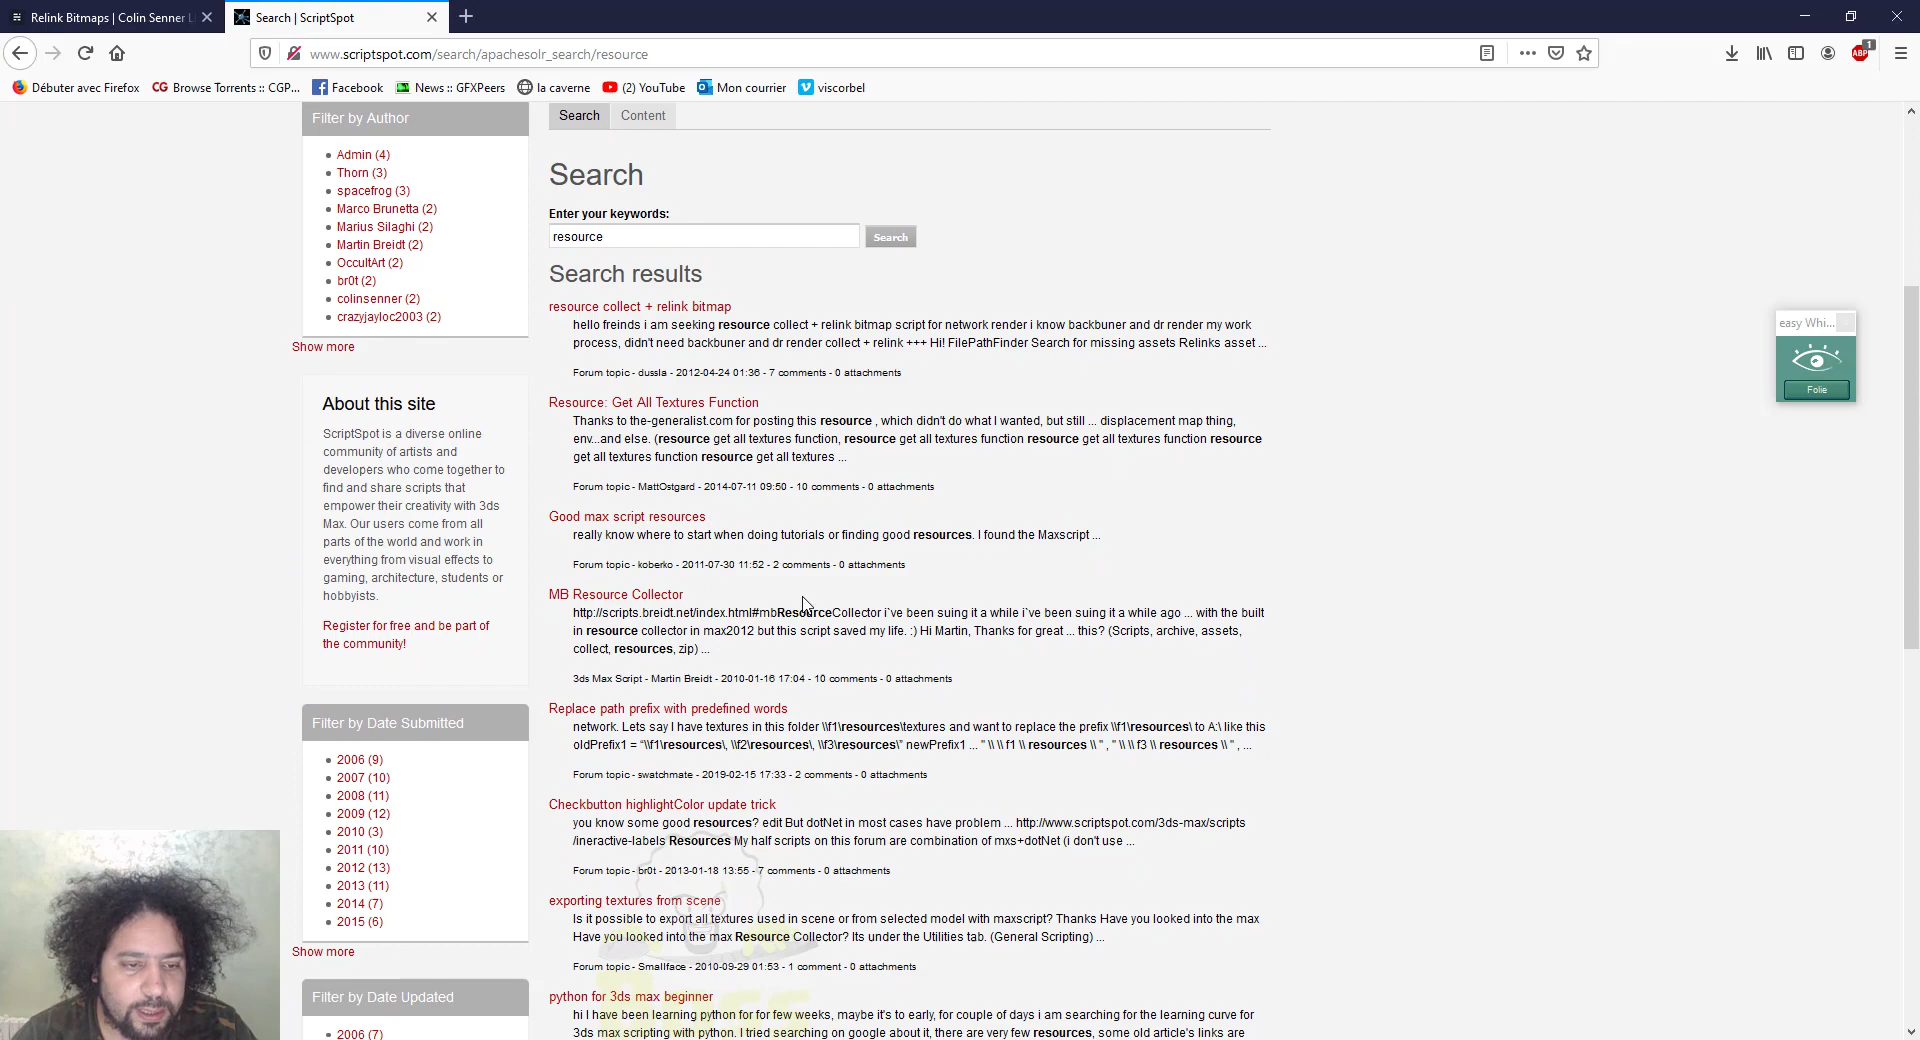 Relink Bitmaps | Colin Senner
Search | ScriptSpot
www.scriptspot.com/search/apachesolr_search/resource
ABP
1
Débuter avec Firefox
CG Browse Torrents :: CGP...
Facebook
News :: GFXPeers
la caverne
(2) YouTube
Mon courrier
viscorbel
Filter by Author
Admin (4)
Thorn (3)
spacefrog (3)
Marco Brunetta (2)
Marius Silaghi (2)
Martin Breidt (2)
OccultArt (2)
br0t (2)
colinsenner (2)
crazyjayloc2003 (2)
Show more
About this site
ScriptSpot is a diverse online
community of artists and
developers who come together to
find and share scripts that
empower their creativity with 3ds
Max. Our users come from all
parts of the world and work in
everything from visual effects to
gaming, architecture, students or
hobbyists.
Register for free and be part of
the community!
Filter by Date Submitted
2006 (9)
2007 (10)
2008 (11)
2009 (12)
2010 (3)
2011 (10)
2012 (13)
2013 (11)
2014 (7)
2015 (6)
Show more
Filter by Date Updated
2006 (7)
Search
Content
Search
Enter your keywords:
resource
Search
Search results
resource collect + relink bitmap
hello freinds i am seeking resource collect + relink bitmap script for network render i know backbuner and dr render my work
process, didn't need backbuner and dr render collect + relink +++ Hi! FilePathFinder Search for missing assets Relinks asset ...
Forum topic - dussla - 2012-04-24 01:36 - 7 comments - 0 attachments
Resource: Get All Textures Function
Thanks to the-generalist.com for posting this resource , which didn't do what I wanted, but still ... displacement map thing,
env...and else. (resource get all textures function, resource get all textures function resource get all textures function resource
get all textures function resource get all textures ...
Forum topic - MattOstgard - 2014-07-11 09:50 - 10 comments - 0 attachments
Good max script resources
really know where to start when doing tutorials or finding good resources. I found the Maxscript ...
Forum topic - koberko - 2011-07-30 11:52 - 2 comments - 0 attachments
MB Resource Collector
http://scripts.breidt.net/index.html#mbResourceCollector i`ve been suing it a while i`ve been suing it a while ago ... with the built
in resource collector in max2012 but this script saved my life. :) Hi Martin, Thanks for great ... this? (Scripts, archive, assets,
collect, resources, zip) ...
3ds Max Script - Martin Breidt - 2010-01-16 17:04 - 10 comments - 0 attachments
Replace path prefix with predefined words
network. Lets say I have textures in this folder \\f1\resources\textures and want to replace the prefix \\f1\resources\ to A:\ like this
oldPrefix1 = “\\f1\resources\, \\f2\resources\, \\f3\resources\” newPrefix1 ... " \\ \\ f1 \\ resources \\ " , " \\ \\ f3 \\ resources \\ " , ...
Forum topic - swatchmate - 2019-02-15 17:33 - 2 comments - 0 attachments
Checkbutton highlightColor update trick
you know some good resources? edit But dotNet in most cases have problem ... http://www.scriptspot.com/3ds-max/scripts
/ineractive-labels Resources My half scripts on this forum are combination of mxs+dotNet (i don't use ...
Forum topic - br0t - 2013-01-18 13:55 - 7 comments - 0 attachments
exporting textures from scene
Is it possible to export all textures used in scene or from selected model with maxscript? Thanks Have you looked into the max
Have you looked into the max Resource Collector? Its under the Utilities tab. (General Scripting) ...
Forum topic - Smallface - 2010-09-29 01:53 - 1 comment - 0 attachments
python for 3ds max beginner
hi I have been learning python for for few weeks, maybe it's to early, for couple of days i am searching for the learning curve for
3ds max scripting with python. I tried searching on google about it, there are very few resources, some old article's links are
easy Whi...
Folie